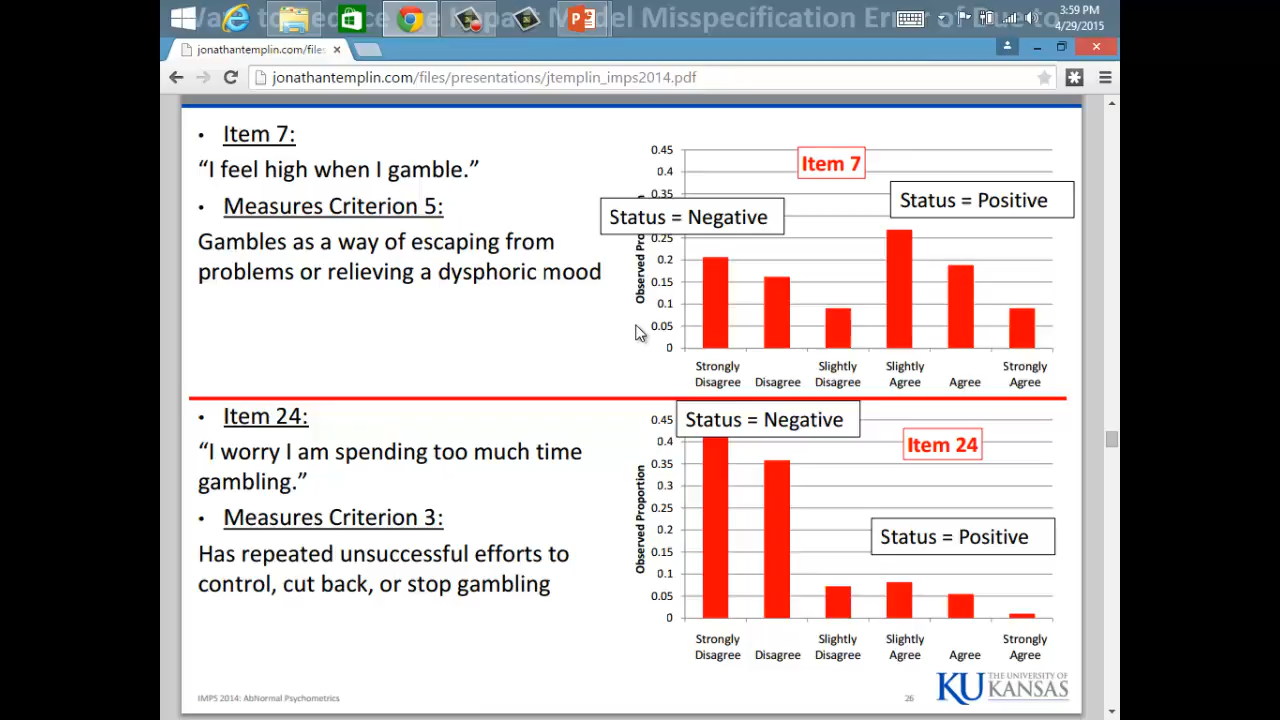 3:59 PM
4/29/2015
jonathantemplin.com/files
jonathantemplin.com/files/presentations/jtemplin_imps2014.pdf
• Item 7:
“I feel high when I gamble.”
• Measures Criterion 5:
Gambles as a way of escaping from
problems or relieving a dysphoric mood
Item 7
Status = Negative
Status = Positive
0.45
0.4
0.35
0.25
0.2
0.15
0.1
0.05
0
Strongly Disagree
Disagree
Slightly Disagree
Slightly Agree
Agree
Strongly Agree
• Item 24:
“I worry I am spending too much time
gambling.”
• Measures Criterion 3:
Has repeated unsuccessful efforts to
control, cut back, or stop gambling
Status = Negative
Item 24
Status = Positive
Observed Proportion
0.45
0.4
0.35
0.3
0.25
0.2
0.15
0.1
0.05
0
Strongly Disagree
Disagree
Slightly Disagree
Slightly Agree
Agree
Strongly Agree
IMPS 2014: AbNormal Psychometrics
26
KU THE UNIVERSITY OF
KANSAS